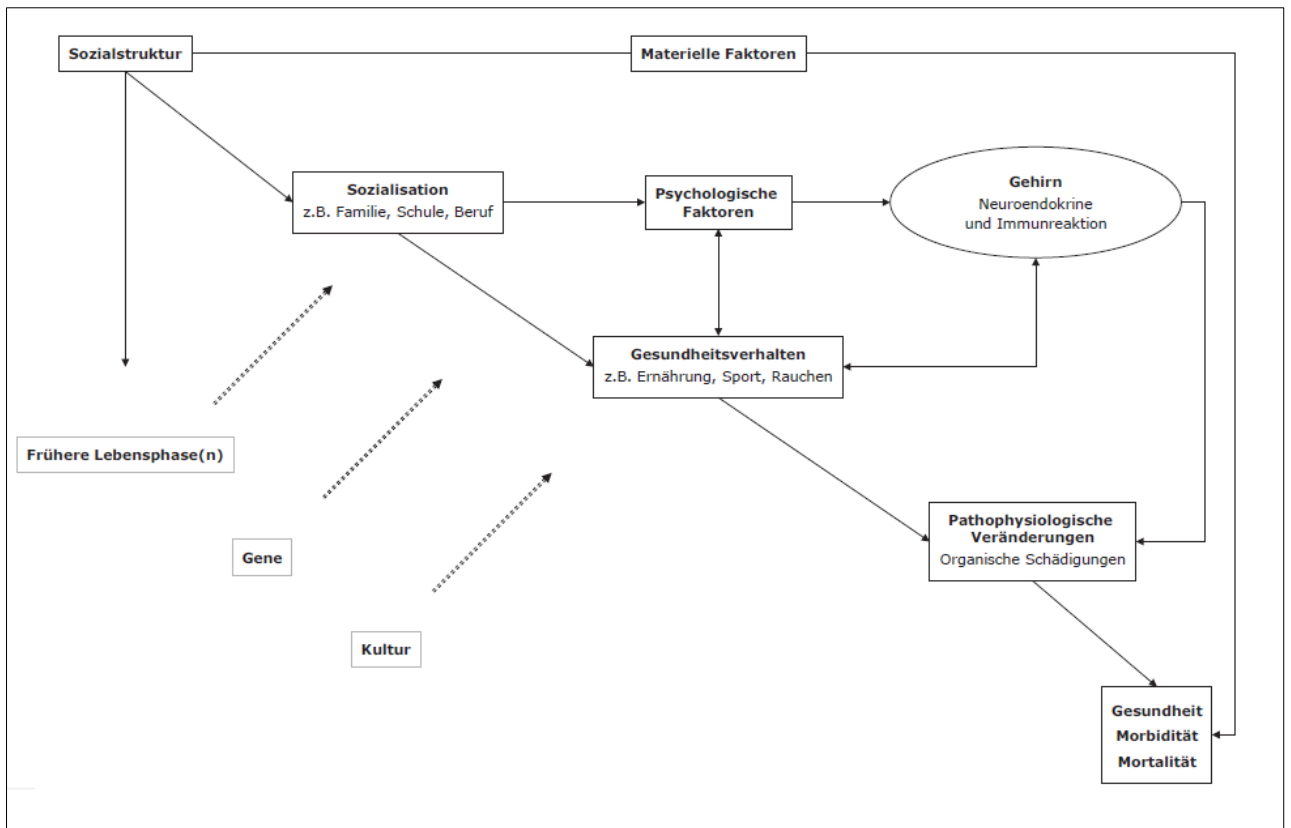 Sozialstruktur
Materielle Faktoren
Sozialisation
z.B. Familie, Schule, Beruf
Psychologische
Faktoren
Gehirn
Neuroendokrine
und Immunreaktion
Gesundheitsverhalten
z.B. Ernährung, Sport, Rauchen
Frühere Lebensphase(n)
Gene
Kultur
Pathophysiologische
Veränderungen
Organische Schädigungen
Gesundheit
Morbidität
Mortalität